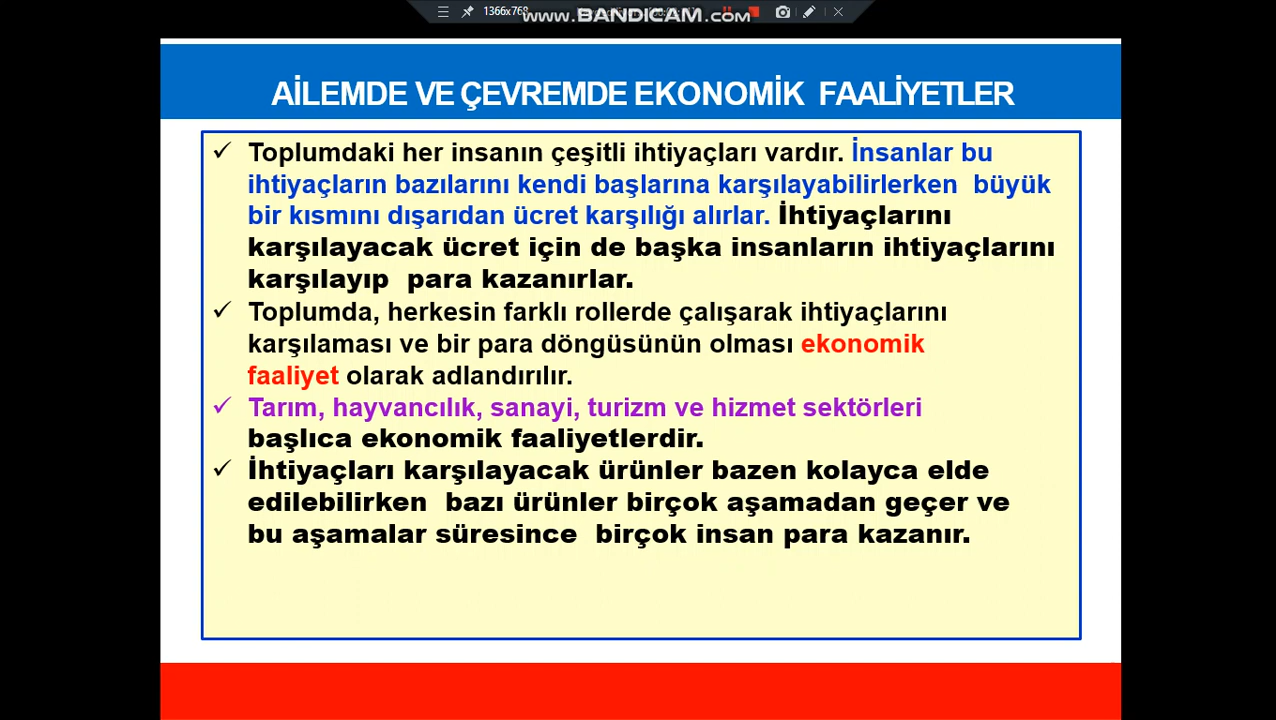 1366x768
www.BANDICAM.com
AİLEMDE VE ÇEVREMDE EKONOMİK FAALİYETLER
✓ Toplumdaki her insanın çeşitli ihtiyaçları vardır. İnsanlar bu
ihtiyaçların bazılarını kendi başlarına karşılayabilirlerken büyük
bir kısmını dışarıdan ücret karşılığı alırlar. İhtiyaçlarını
karşılayacak ücret için de başka insanların ihtiyaçlarını
karşılayıp para kazanırlar.
✓ Toplumda, herkesin farklı rollerde çalışarak ihtiyaçlarını
karşılaması ve bir para döngüsünün olması ekonomik
faaliyet olarak adlandırılır.
✓ Tarım, hayvancılık, sanayi, turizm ve hizmet sektörleri
başlıca ekonomik faaliyetlerdir.
✓ İhtiyaçları karşılayacak ürünler bazen kolayca elde
edilebilirken bazı ürünler birçok aşamadan geçer ve
bu aşamalar süresince birçok insan para kazanır.